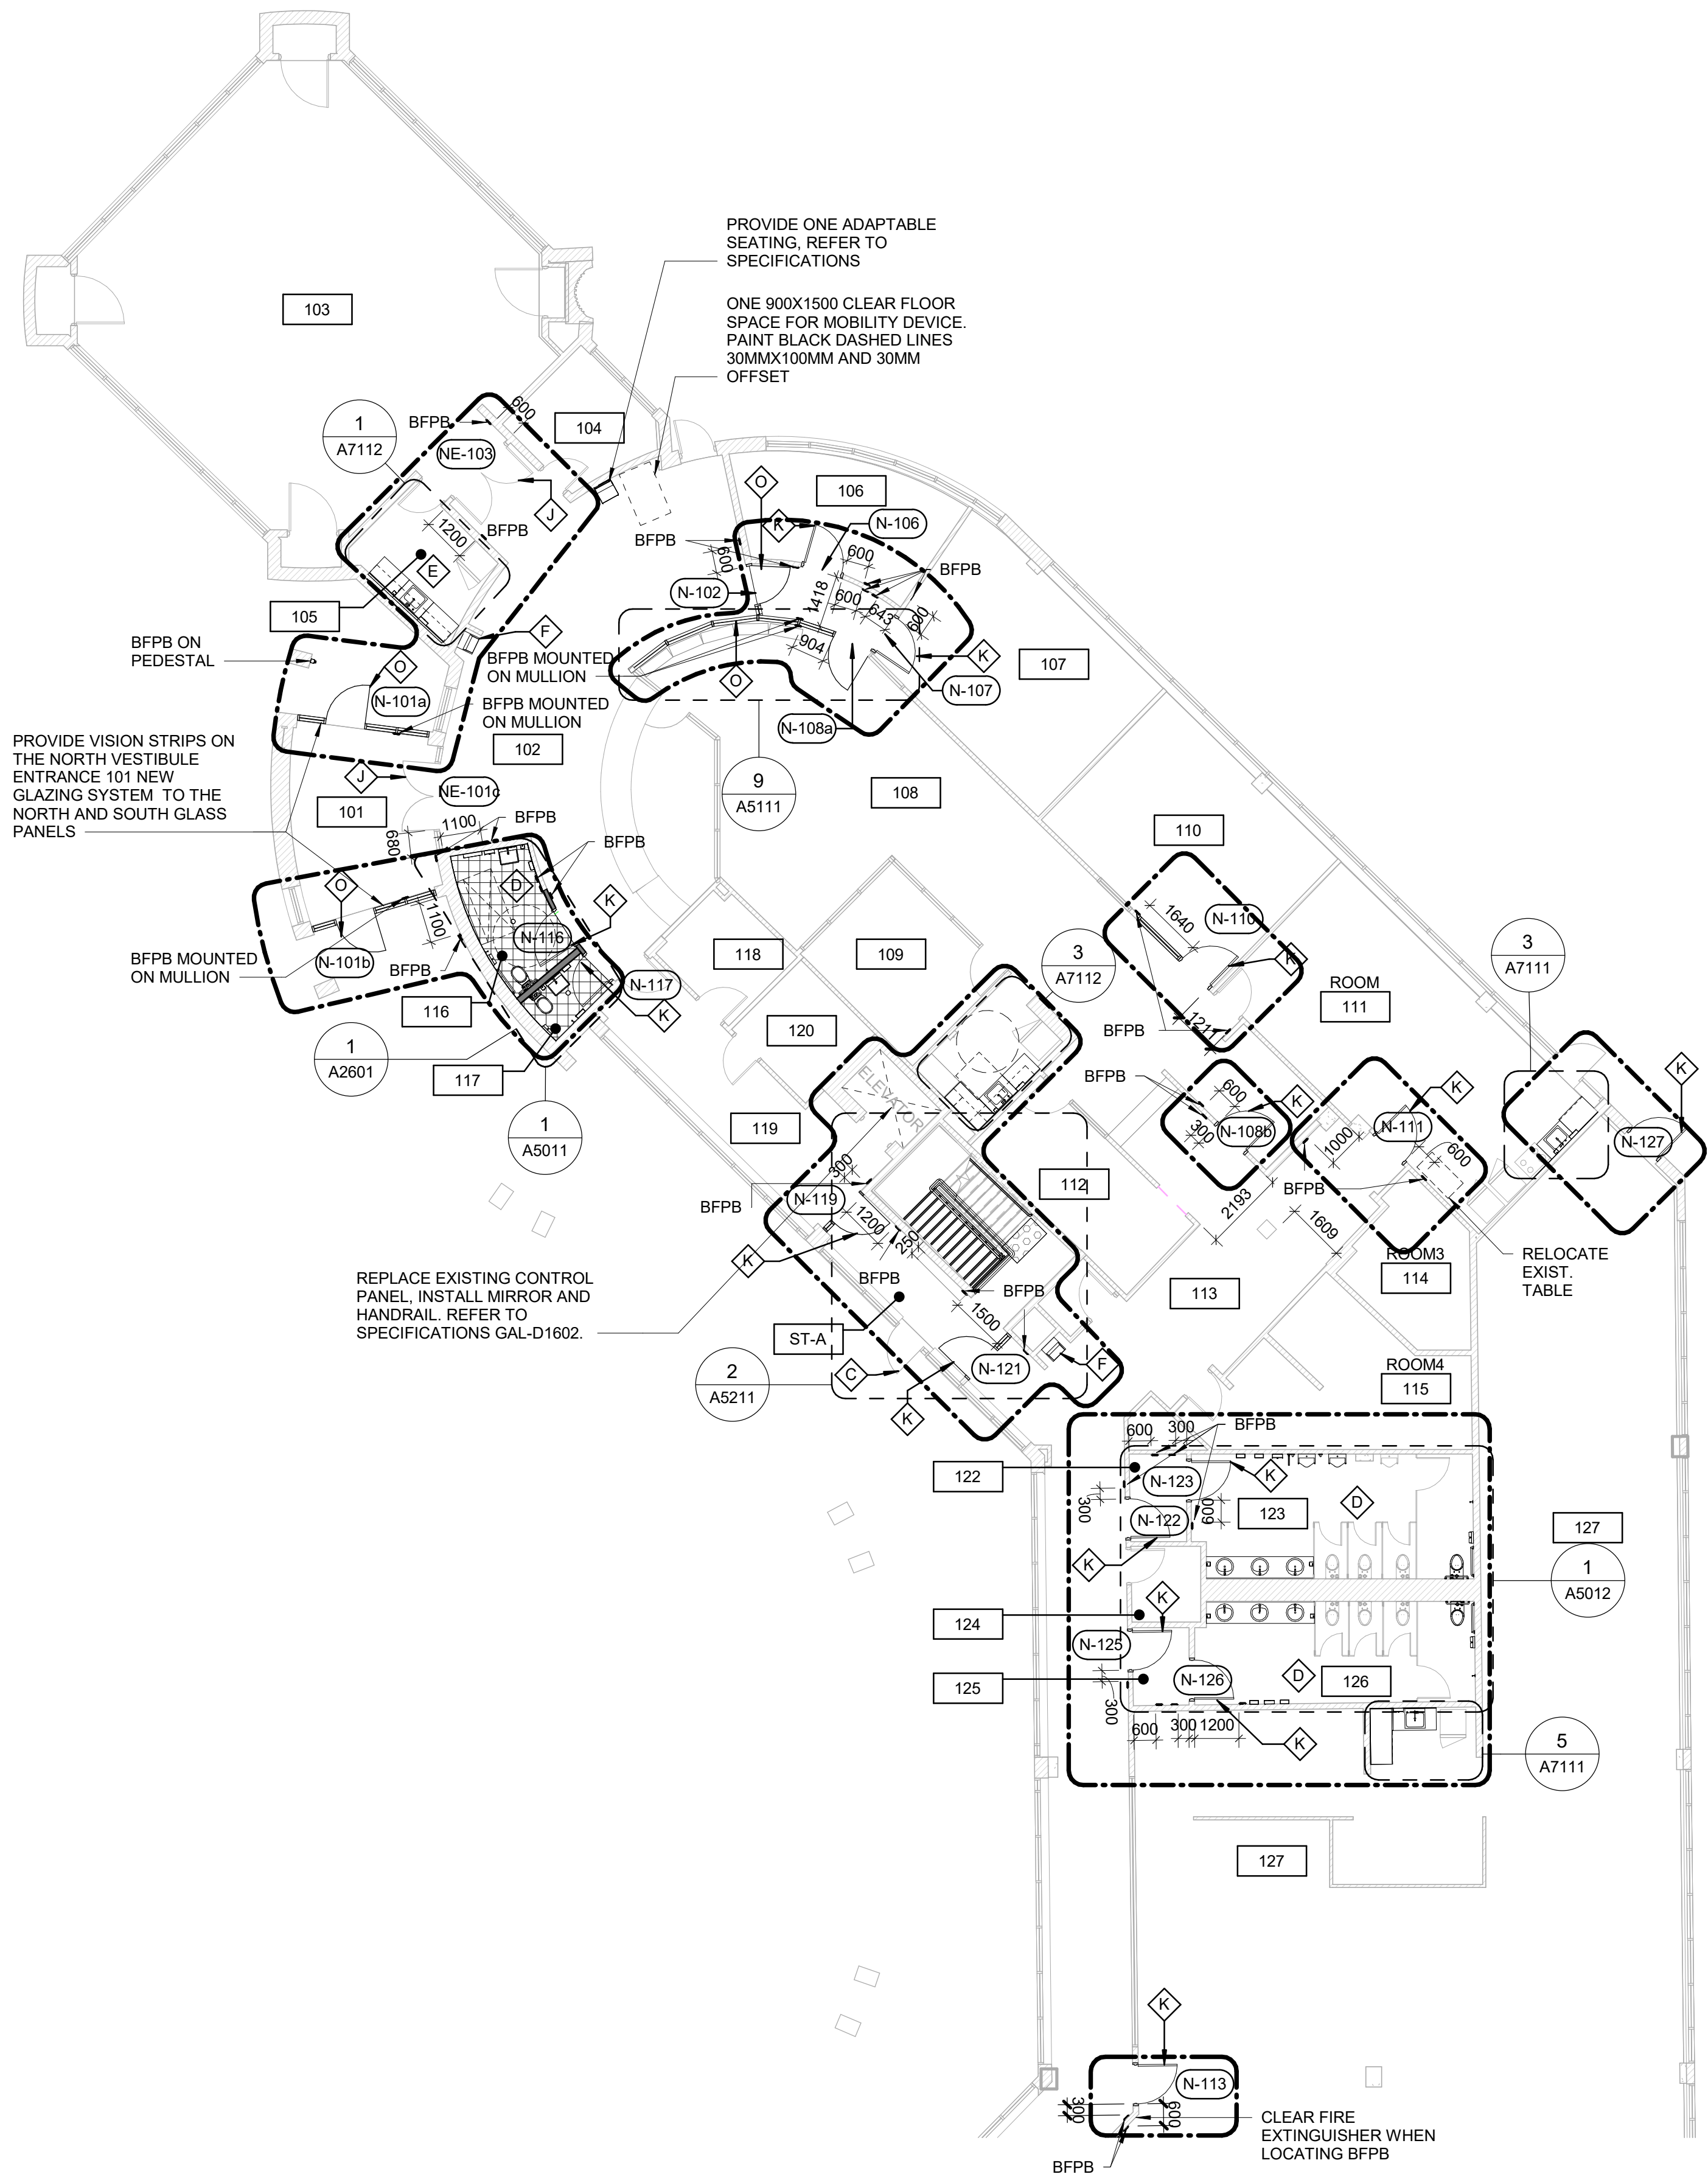 PROVIDE ONE ADAPTABLE
SEATING, REFER TO
SPECIFICATIONS
ONE 900X1500 CLEAR FLOOR
SPACE FOR MOBILITY DEVICE.
PAINT BLACK DASHED LINES
30MMX100MM AND 30MM
OFFSET
103
600
BFPB
104
1
A7112
NE-103
J
1200
BFPB
E
105
F
O
106
K
N-106
BFPB
600
600
BFPB
N-102
1418
600
643
600
904
K
107
O
N-107
N-108a
9
A5111
BFPB ON
PEDESTAL
O
N-101a
BFPB MOUNTED
ON MULLION
BFPB MOUNTED
ON MULLION
102
PROVIDE VISION STRIPS ON
THE NORTH VESTIBULE
ENTRANCE 101 NEW
GLAZING SYSTEM  TO THE
NORTH AND SOUTH GLASS
PANELS
J
NE-101c
101
108
680
1100
BFPB
BFPB
110
O
D
K
1100
N-116
BFPB MOUNTED
ON MULLION
N-101b
BFPB
N-117
K
116
1
A2601
117
1
A5011
118
109
3
A7112
1640
N-110
K
ROOM
111
3
A7111
BFPB
121
120
ELEVATOR
BFPB
600
K
N-108b
300
K
N-111
1000
600
K
N-127
119
112
BFPB
300
N-119
BFPB
1200
250
2193
1609
K
BFPB
BFPB
REPLACE EXISTING CONTROL
PANEL, INSTALL MIRROR AND
HANDRAIL. REFER TO
SPECIFICATIONS GAL-D1602.
ROOM3
114
RELOCATE
EXIST.
TABLE
113
1500
ST-A
N-121
F
2
A5211
C
K
ROOM4
115
600
300
BFPB
122
N-123
K
300
N-122
600
123
D
127
K
1
A5012
K
124
N-125
N-126
D
126
125
300
600
300
1200
K
5
A7111
127
K
N-113
300
600
CLEAR FIRE
EXTINGUISHER WHEN
LOCATING BFPB
BFPB